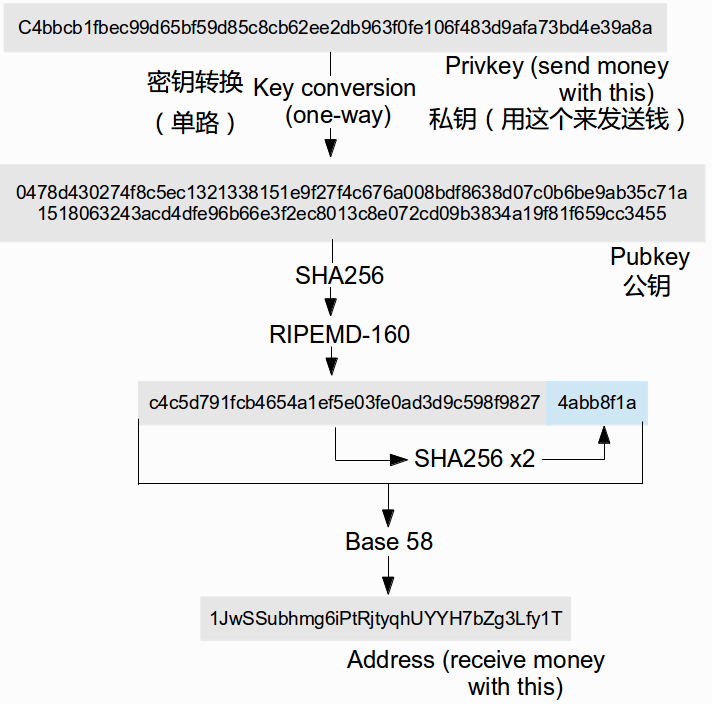 C4bbcb1fbec99d65bf59d85c8cb62ee2db963f0fe106f483d9afa73bd4e39a8a
密钥转换
（单路）
Key conversion
(one-way)
Privkey (send money
with this)
私钥（用这个来发送钱）
0478d430274f8c5ec1321338151e9f27f4c676a008bdf8638d07c0b6be9ab35c71a
1518063243acd4dfe96b66e3f2ec8013c8e072cd09b3834a19f81f659cc3455
Pubkey
公钥
SHA256
RIPEMD-160
c4c5d791fcb4654a1ef5e03fe0ad3d9c598f9827 4abb8f1a
SHA256 x2
Base 58
1JwSSubhmg6iPtRjtyqhUYYH7bZg3Lfy1T
Address (receive money
with this)